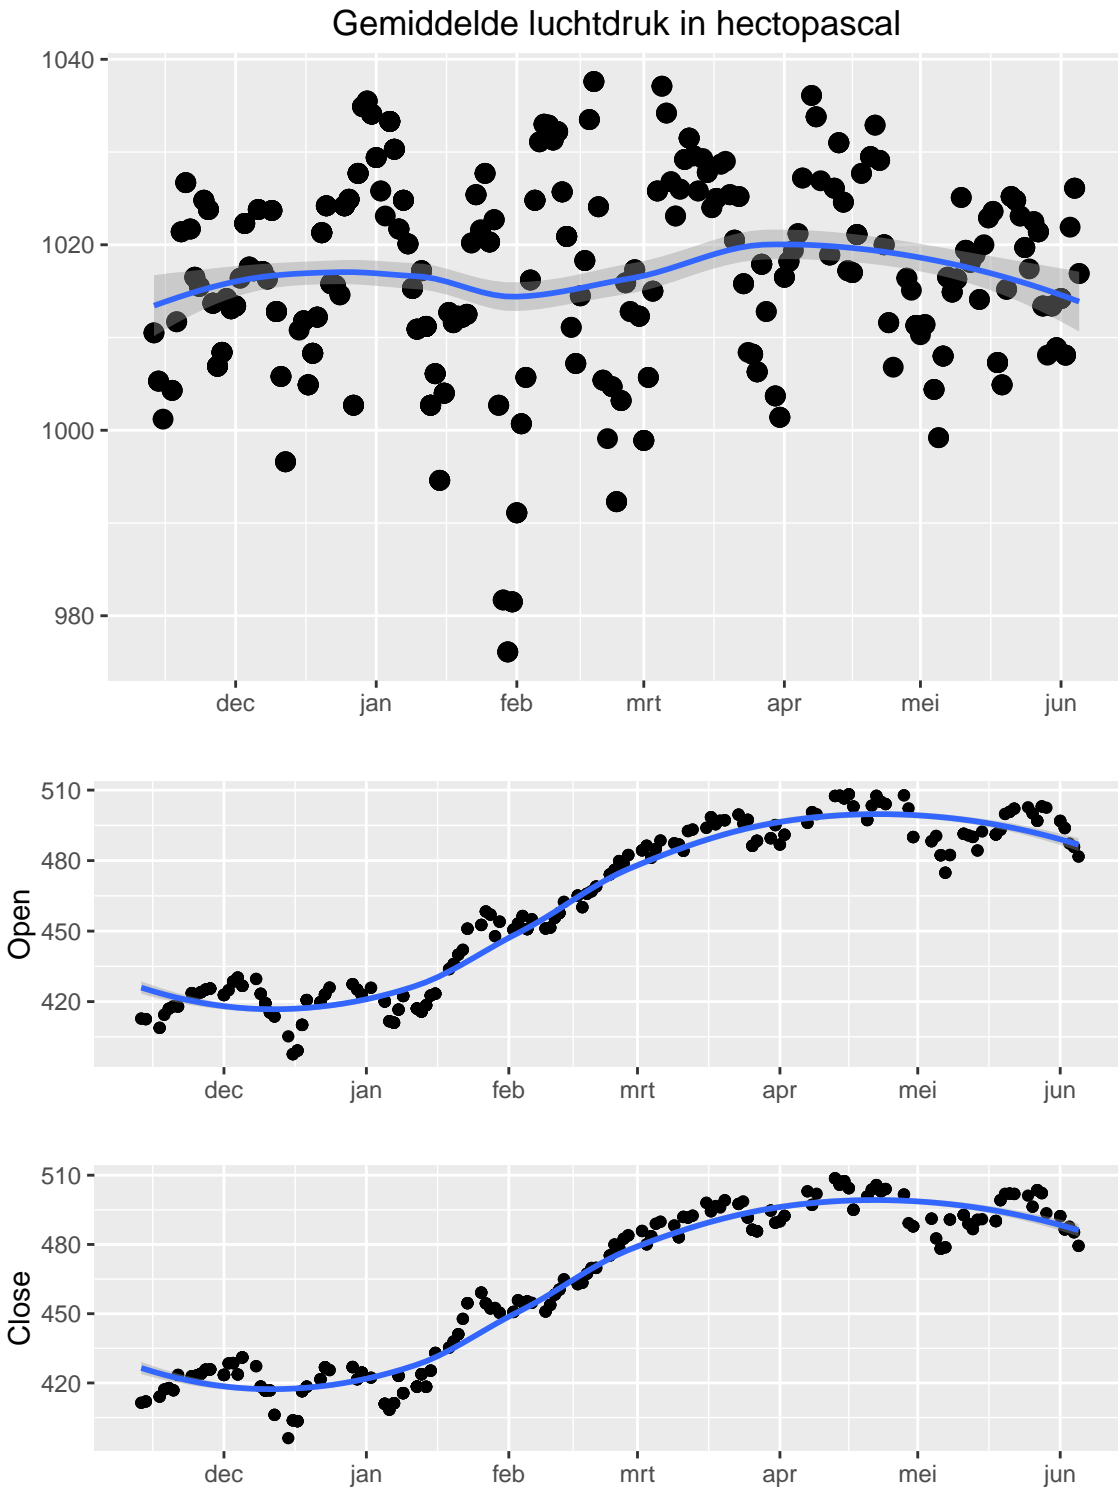 Gemiddelde luchtdruk in hectopascal
1040
1020
1000
980
dec jan feb mrt apr mei jun
510
480
450
420
Open
dec jan feb mrt apr mei jun
510
480
450
420
Close
dec jan feb mrt apr mei jun